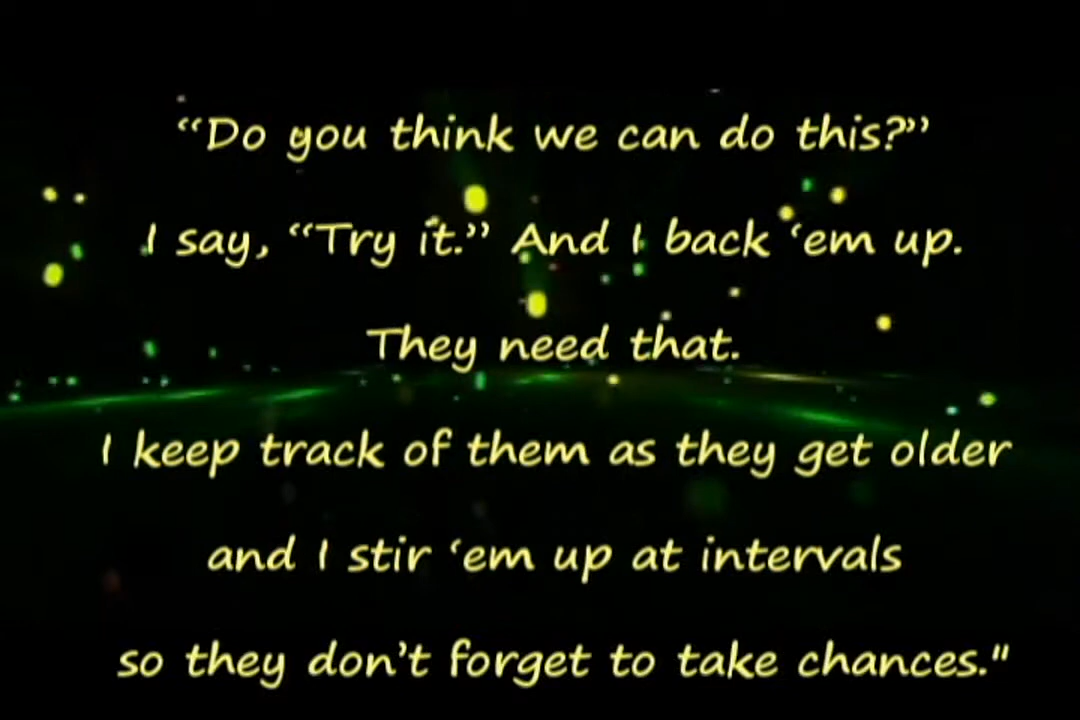 “Do you think we can do this?”
I say, “Try it.” And I back ‘em up.
They need that.
I keep track of them as they get older
and I stir ‘em up at intervals
so they don’t forget to take chances."